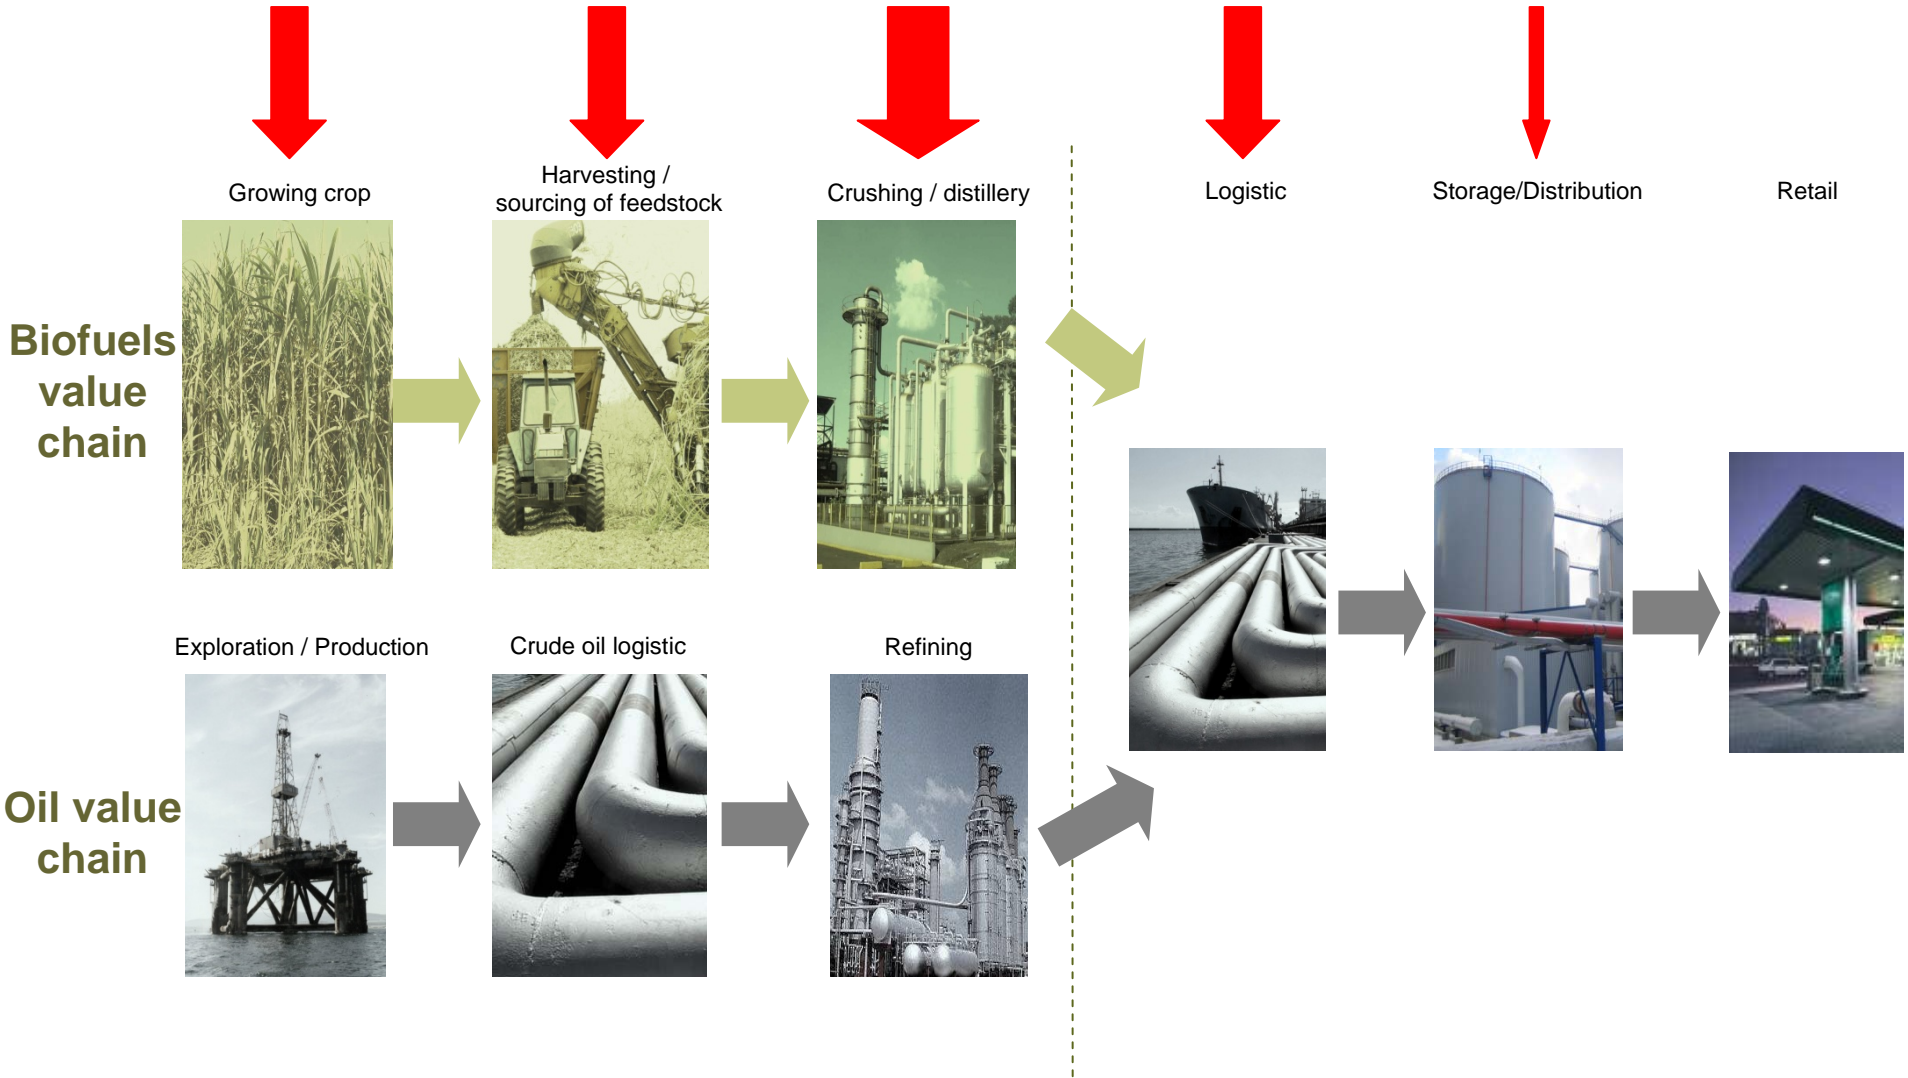 Growing crop
Harvesting /
sourcing of feedstock
Crushing / distillery
Logistic
Storage/Distribution
Retail
Biofuels
value
chain
Exploration / Production
Crude oil logistic
Refining
Oil value
chain